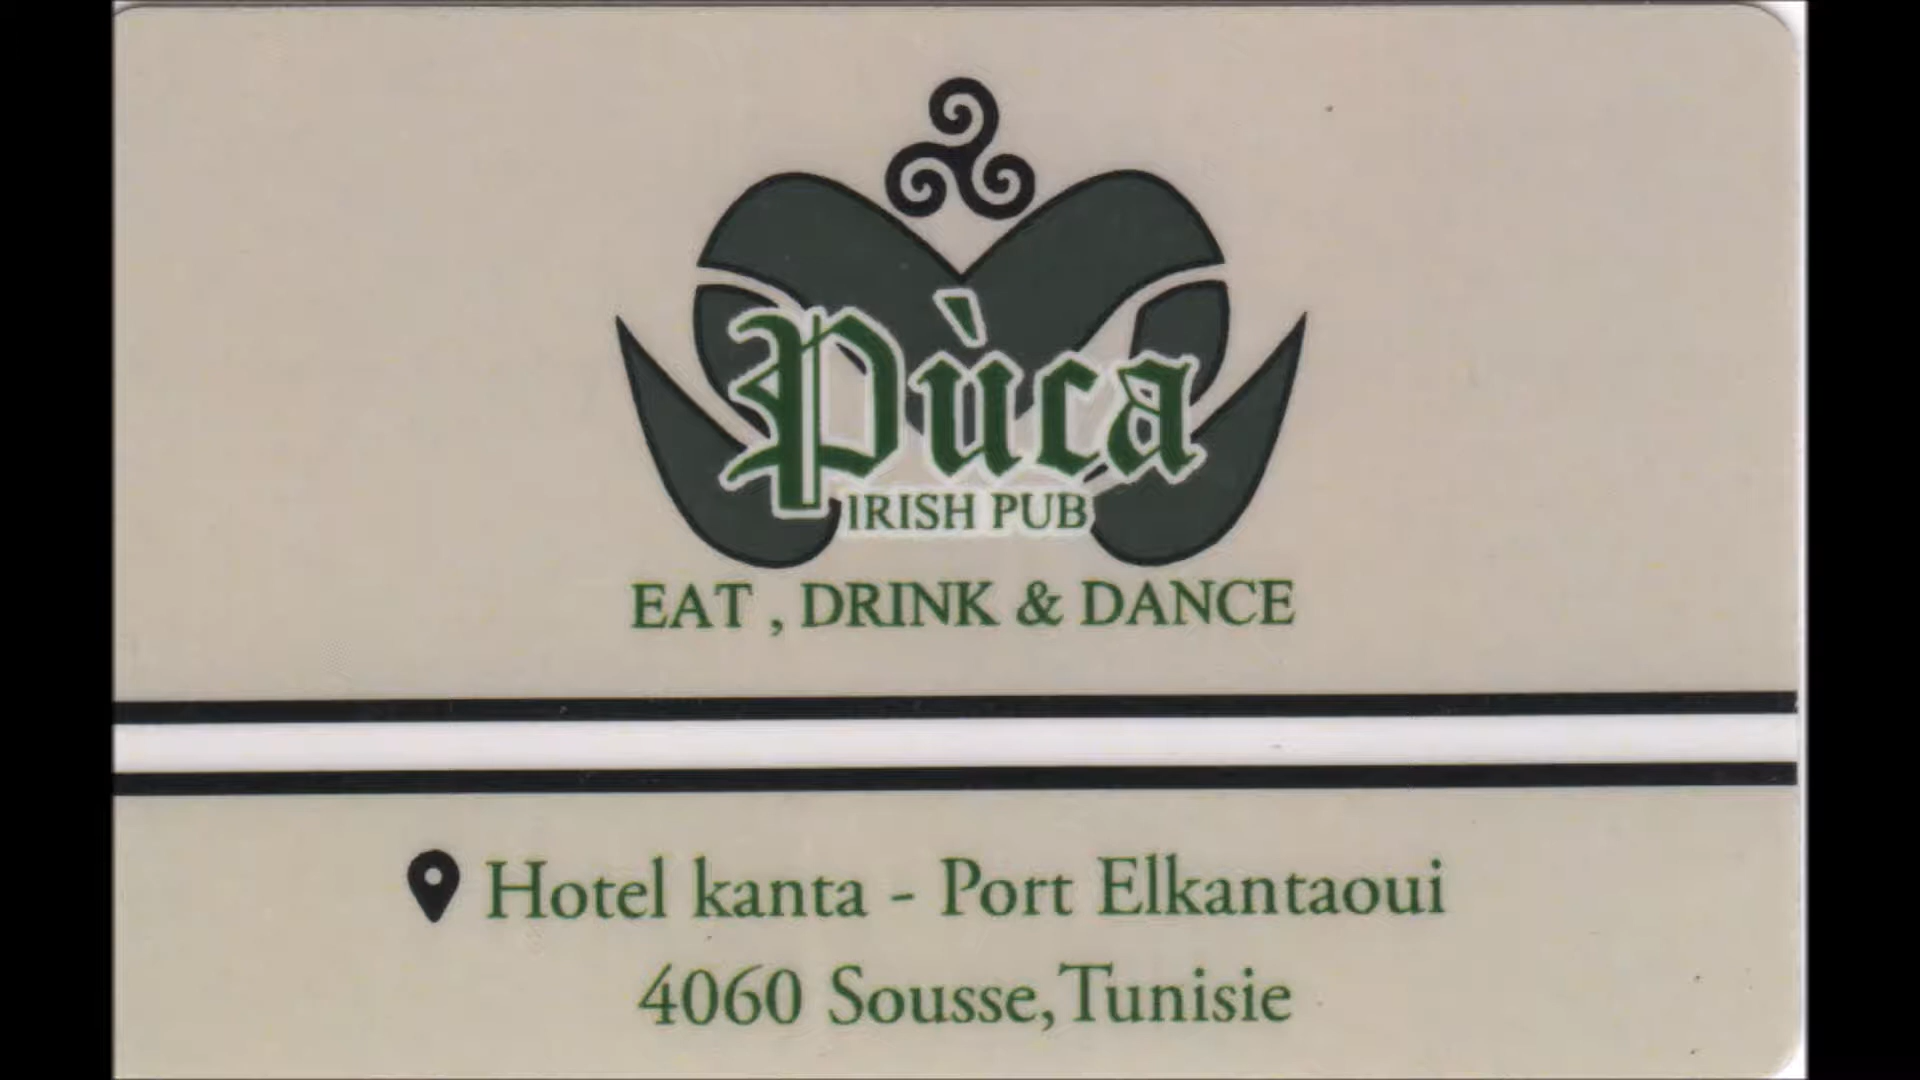 Pùca
IRISH PUB
EAT , DRINK & DANCE
Hotel kanta - Port Elkantaoui
4060 Sousse, Tunisie